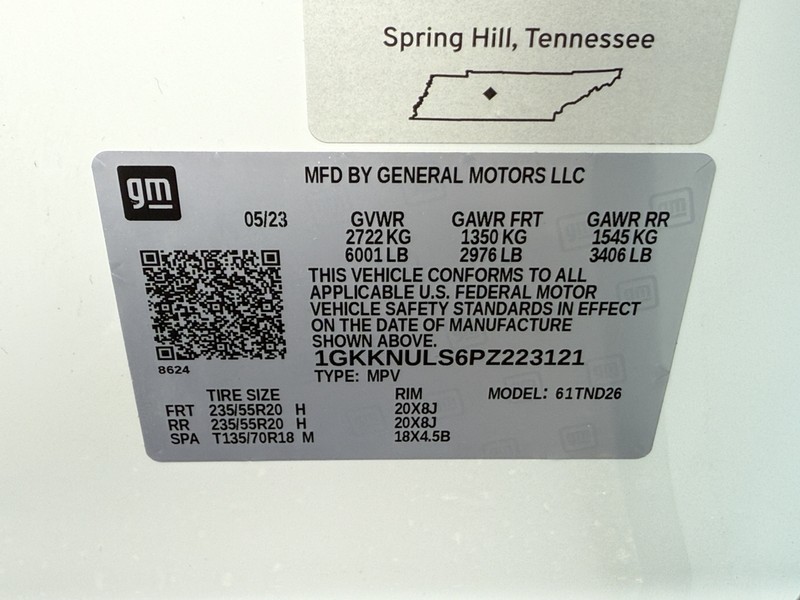 Spring Hill, Tennessee
gm
MFD BY GENERAL MOTORS LLC
05/23 GVWR GAWR FRT GAWR RR
2722 KG 1350 KG 1545 KG
6001 LB 2976 LB 3406 LB
THIS VEHICLE CONFORMS TO ALL
APPLICABLE U.S. FEDERAL MOTOR
VEHICLE SAFETY STANDARDS IN EFFECT
ON THE DATE OF MANUFACTURE
SHOWN ABOVE.
1GKKNULS6PZ223121
8624
TYPE: MPV
TIRE SIZE RIM MODEL: 61TND26
FRT 235/55R20 H 20X8J
RR 235/55R20 H 20X8J
SPA T135/70R18 M 18X4.5B